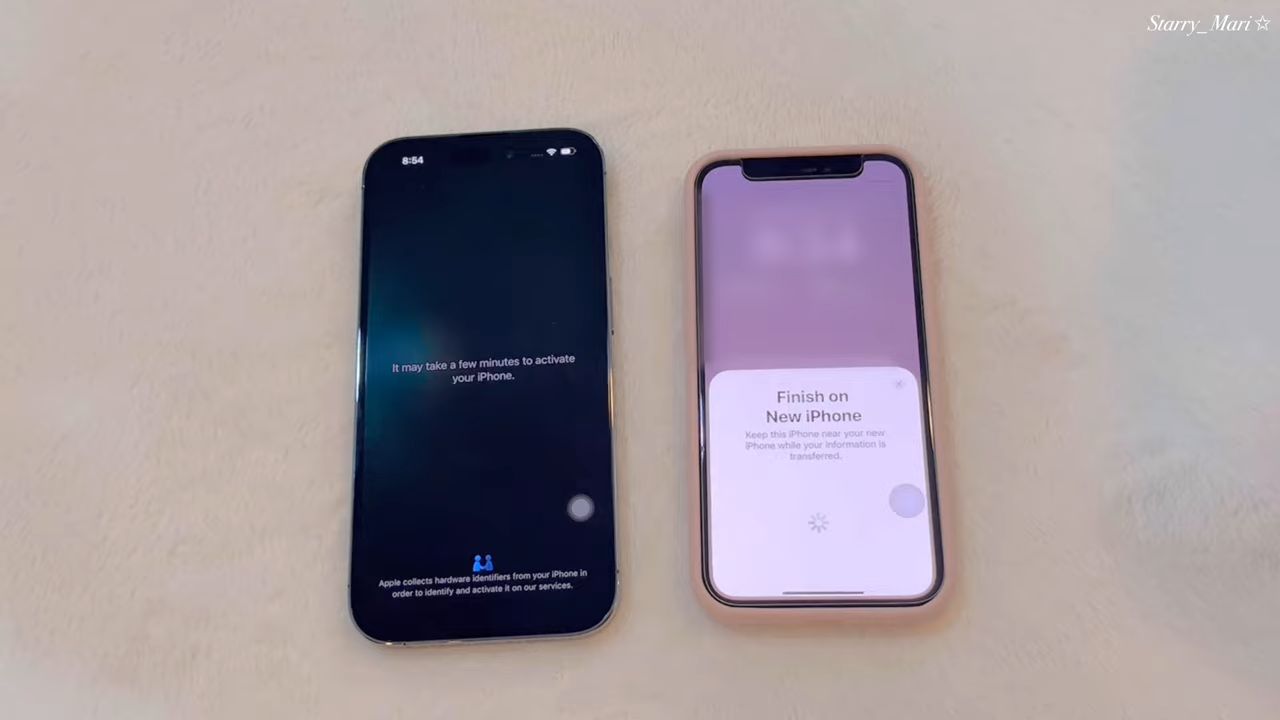 Starry_Mari☆
8:54
It may take a few minutes to activate
your iPhone.
Apple collects hardware identifiers from your iPhone in
order to identify and activate it on our services.
Finish on
New iPhone
Keep this iPhone near your new
iPhone while your information is
transferred.